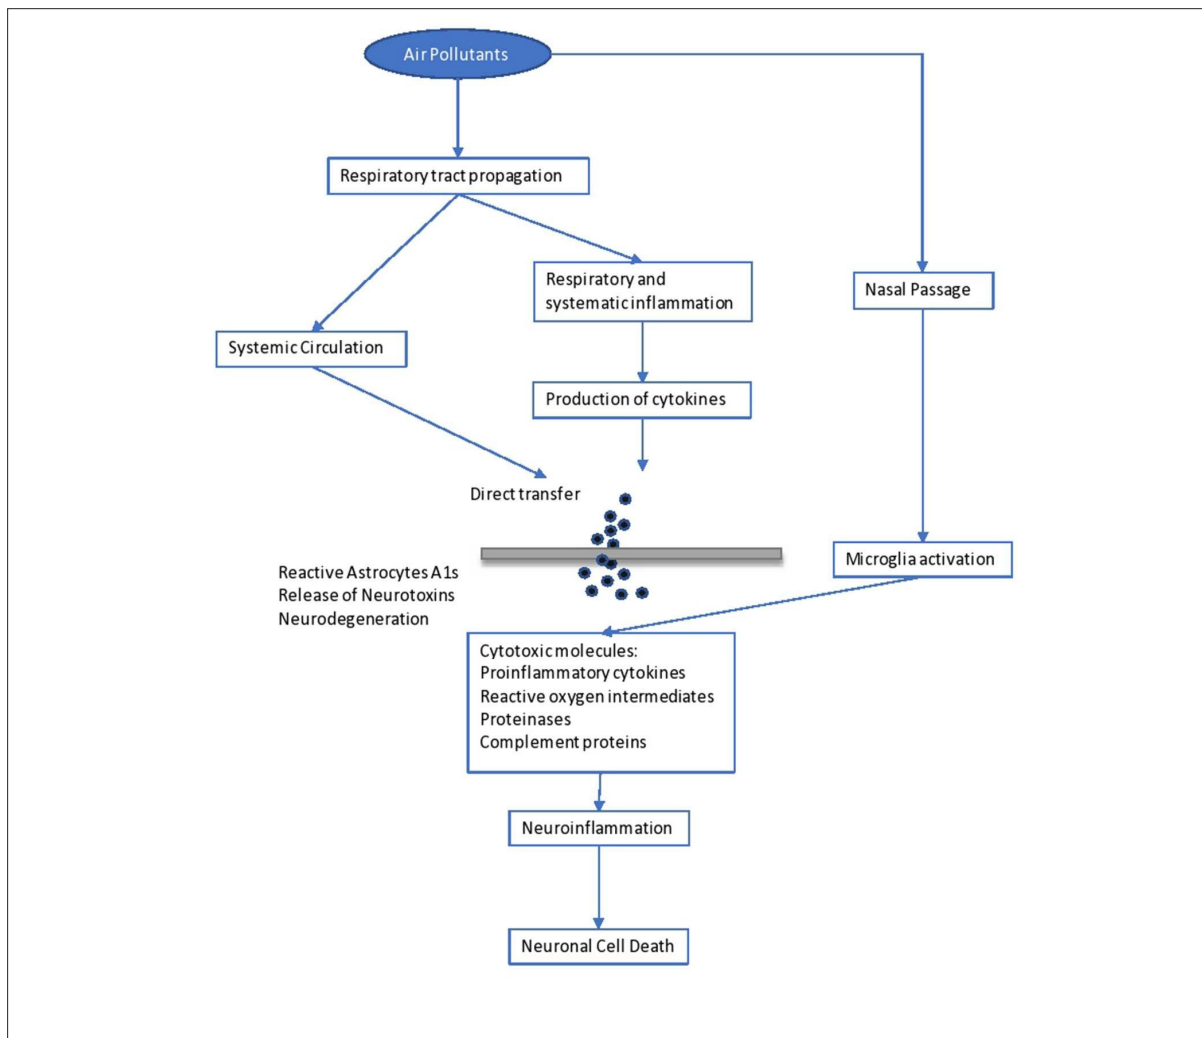 Air Pollutants
Respiratory tract propagation
Respiratory and
systematic inflammation
Nasal Passage
Systemic Circulation
Production of cytokines
Direct transfer
Microglia activation
Reactive Astrocytes A1s
Release of Neurotoxins
Neurodegeneration
Cytotoxic molecules:
Proinflammatory cytokines
Reactive oxygen intermediates
Proteinases
Complement proteins
Neuroinflammation
Neuronal Cell Death